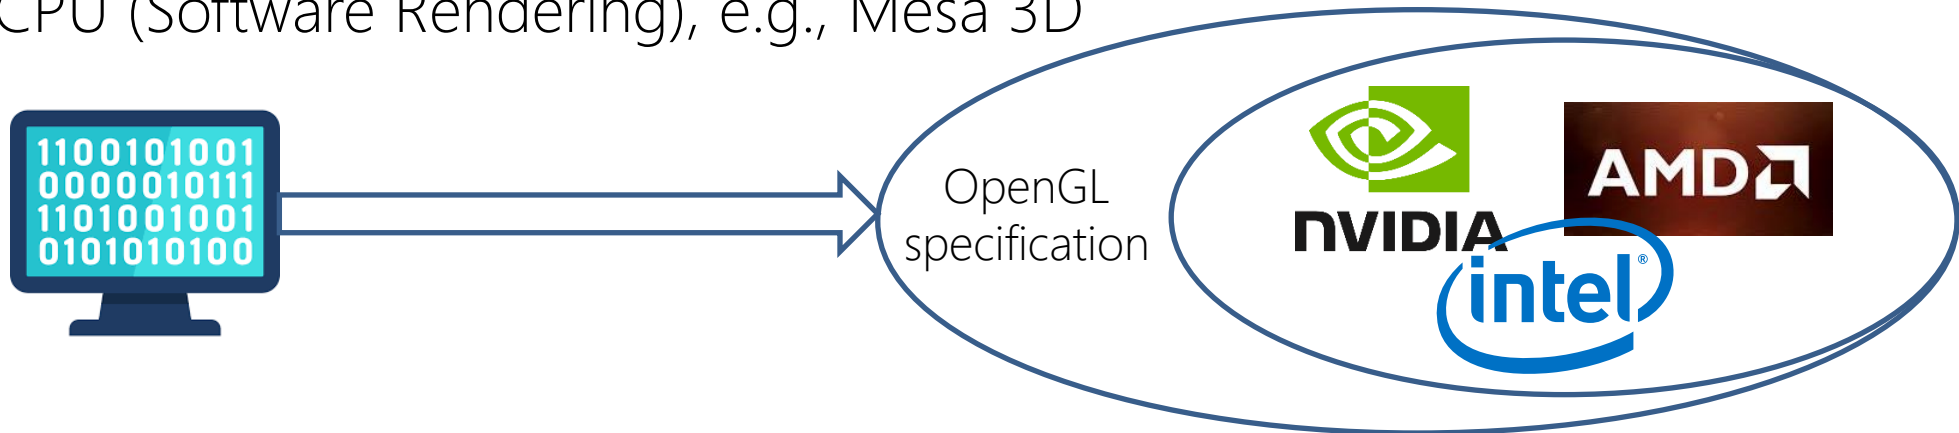 CPU (Software Rendering), e.g., Mesa 3D
1100101001
0000010111
1101001001
0101010100
OpenGL
specification
NVIDIA
AMD
intel®